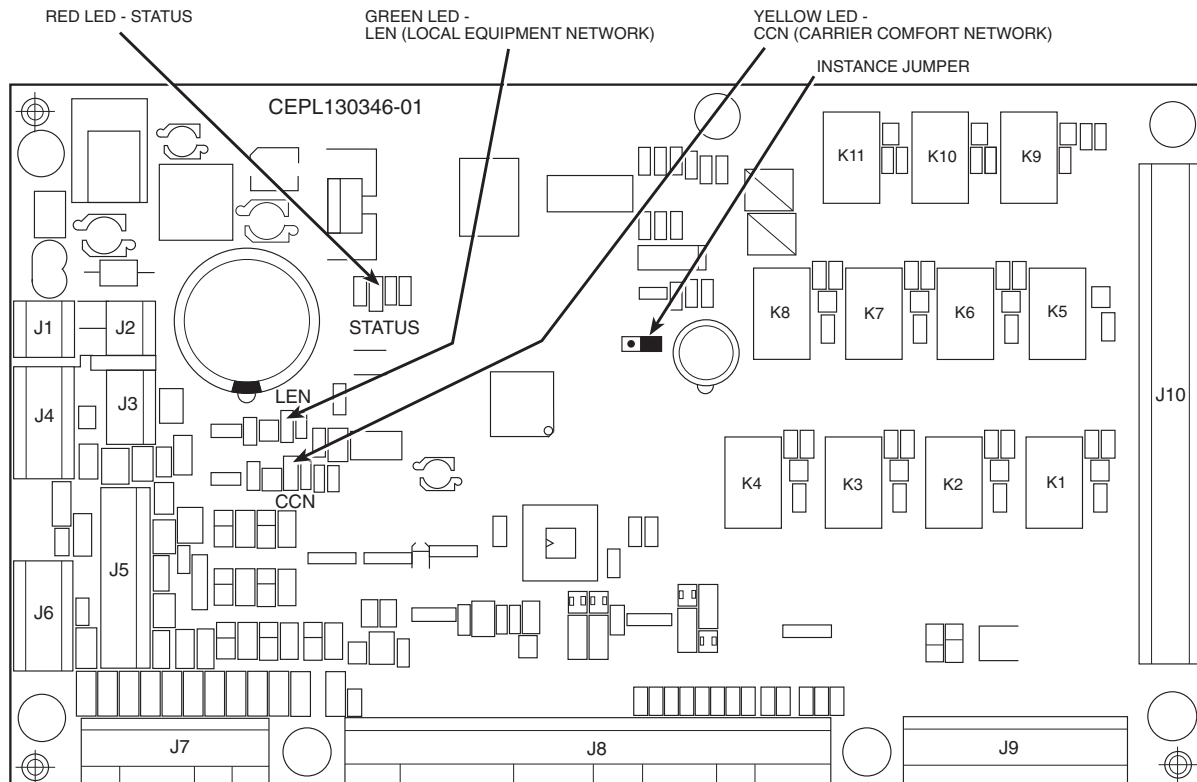 RED LED - STATUS
GREEN LED -
LEN (LOCAL EQUIPMENT NETWORK)
YELLOW LED -
CCN (CARRIER COMFORT NETWORK)
INSTANCE JUMPER
CEPL130346-01
K11
K10
K9
K8
K7
K6
K5
STATUS
J1
J2
LEN
J4
J3
J10
K4
K3
K2
K1
CCN
J5
J6
J7
J8
J9